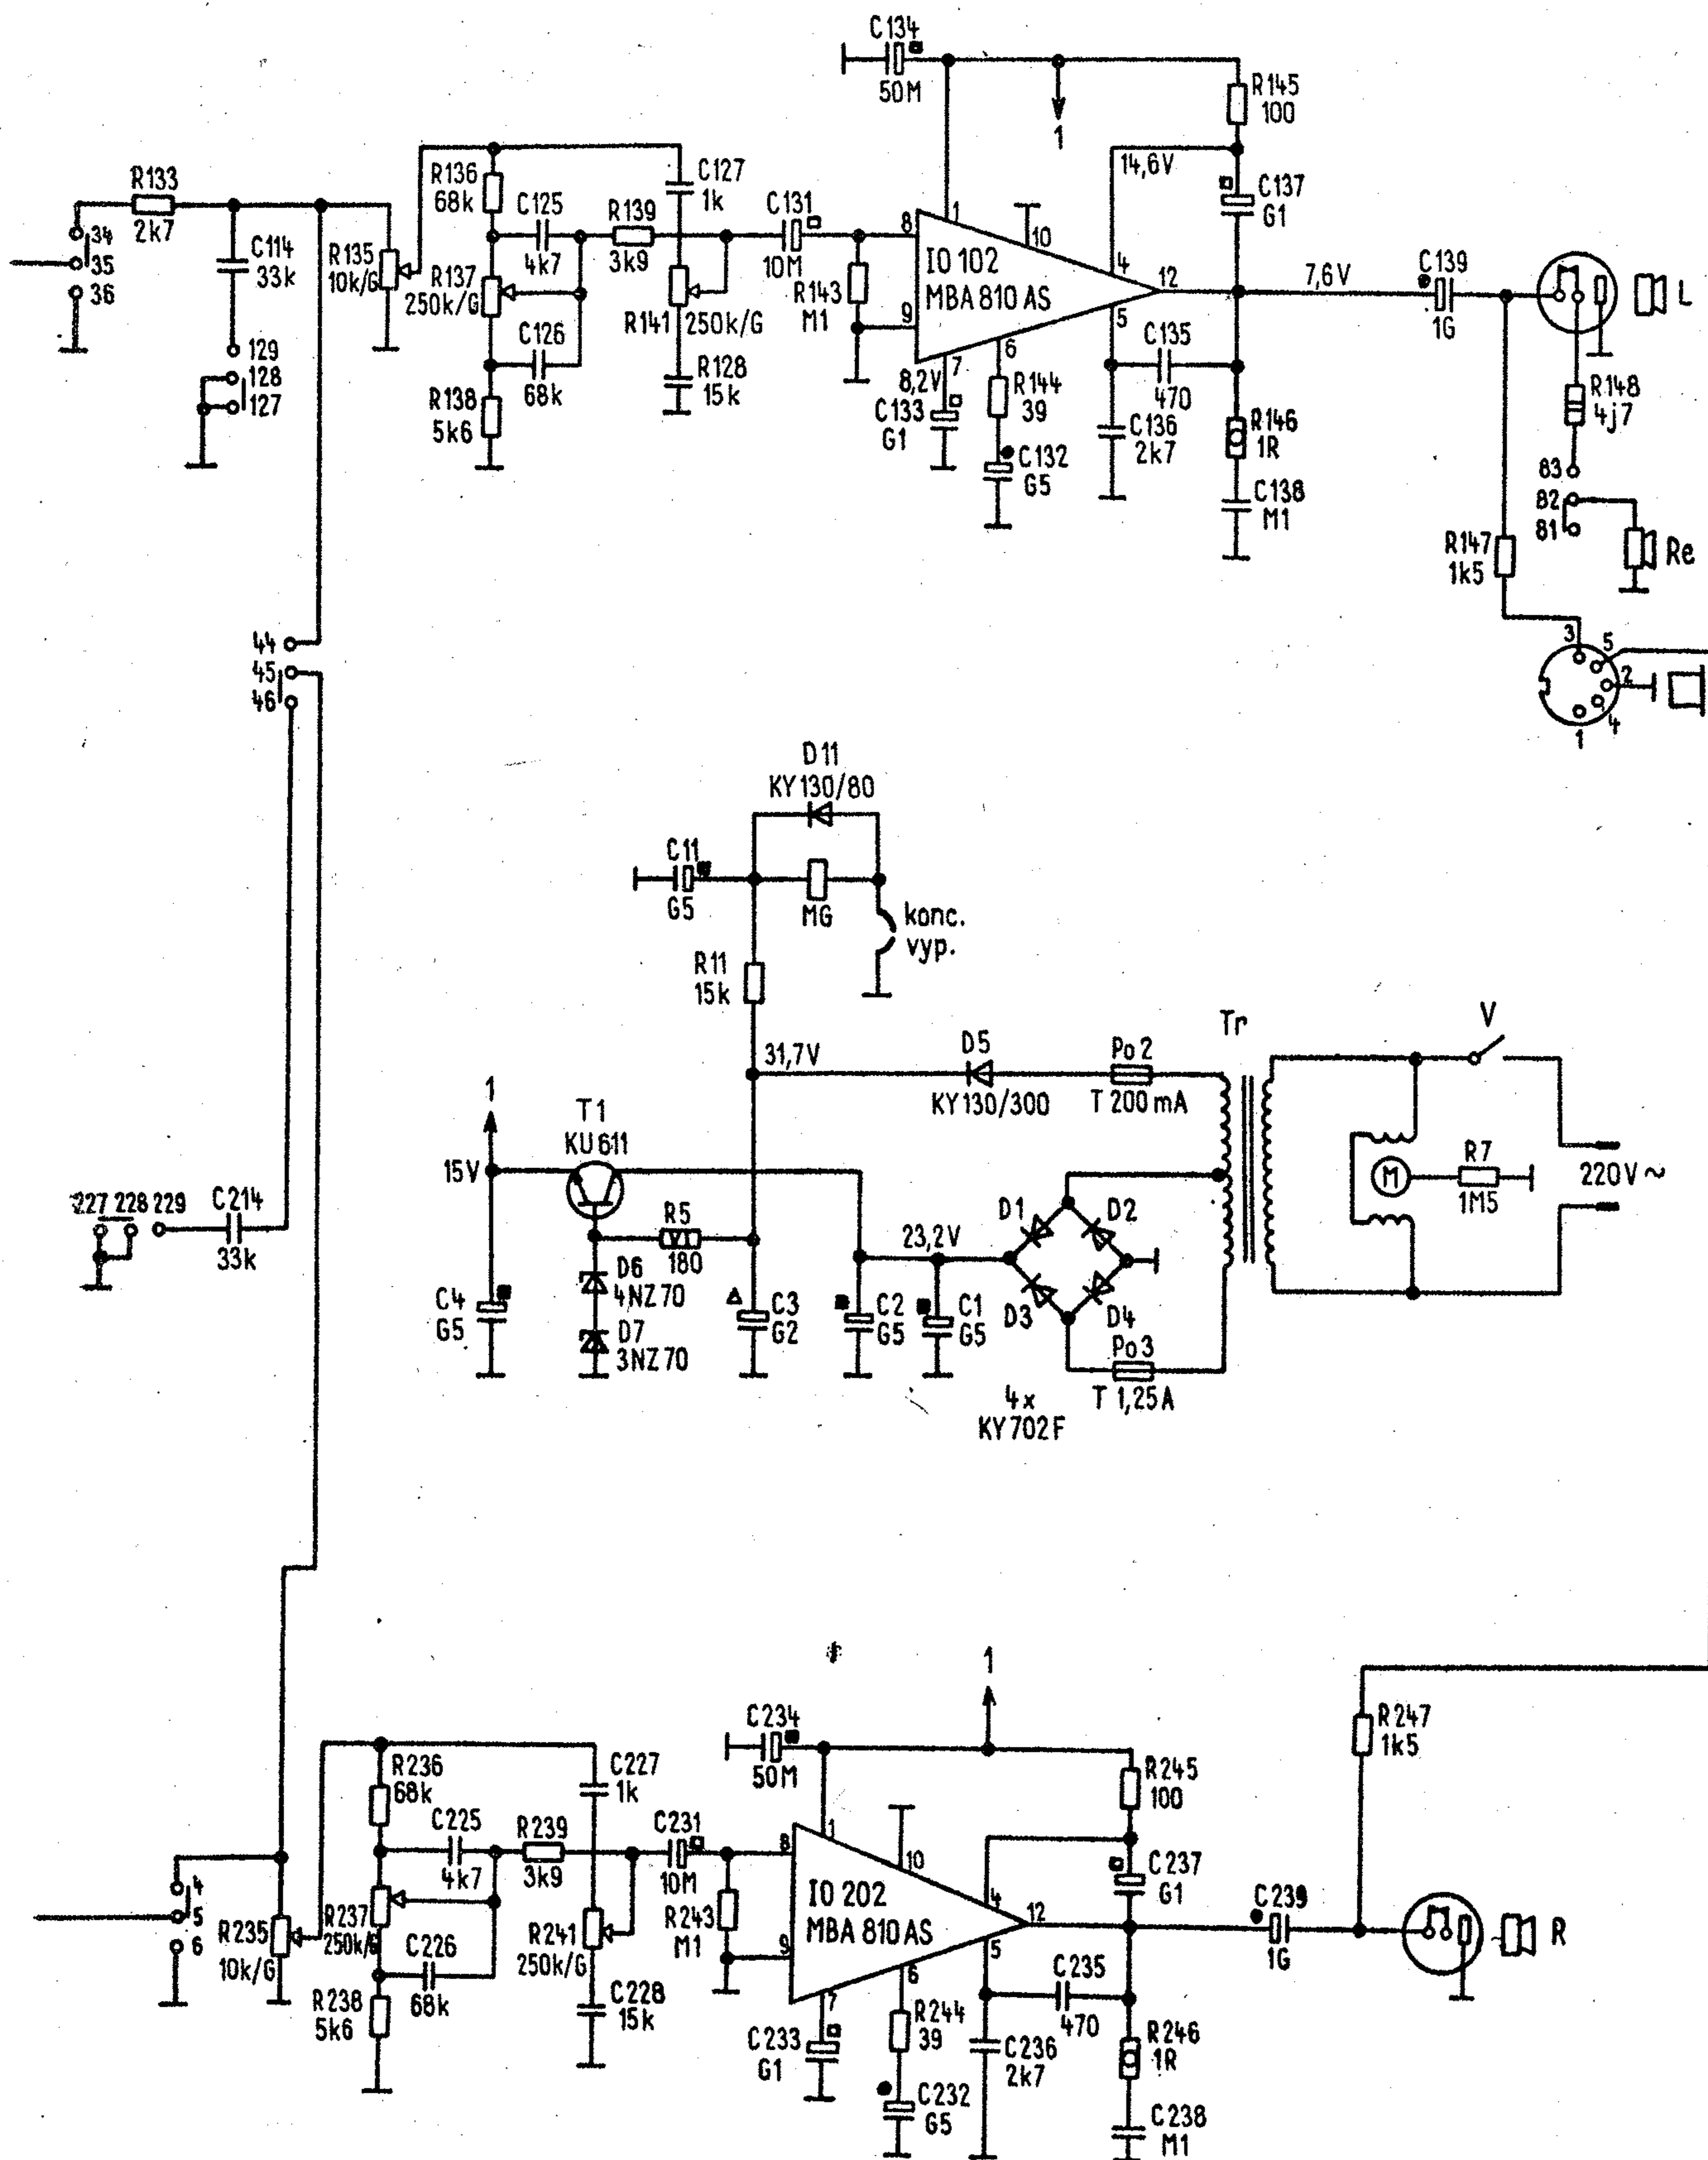 C134
50M
R145
100
1
14,6V
C137
G1
R133
2k7
34
35
36
C114
33k
129
128
127
R135
10k/G
R136
68k
C125
4k7
R137
250k/G
C126
68k
R138
5k6
R139
3k9
C127
1k
R141
250k/G
R128
15k
C131
10M
R143
M1
8
1
10
IO 102
MBA 810 AS
4
12
9
5
6
7
8,2V
C133
G1
R144
39
C132
G5
C135
470
C136
2k7
R146
1R
C138
M1
7,6V
C139
1G
L
R148
4j7
83
82
81
Re
R147
1k5
3
5
2
4
1
44
45
46
D11
KY130/80
C11
G5
MG
konc.
vyp.
R11
15k
31,7V
D5
KY130/300
Po 2
T 200 mA
Tr
V
1
15V
T1
KU 611
R5
180
D6
4NZ70
D7
3NZ70
C4
G5
C3
G2
C2
G5
C1
G5
23,2V
D1
D2
D3
D4
Po 3
T 1,25A
4x
KY702F
M
R7
1M5
220V~
227 228 229
C214
33k
1
C234
50M
R247
1k5
R245
100
R236
68k
C227
1k
C225
4k7
R239
3k9
C231
10M
4
5
6
R235
10k/G
R237
250k/G
C226
68k
R238
5k6
R241
250k/G
C228
15k
R243
M1
8
1
10
IO 202
MBA 810 AS
4
12
9
5
6
7
C237
G1
C239
1G
R
C233
G1
R244
39
C232
G5
C235
470
C236
2k7
R246
1R
C238
M1